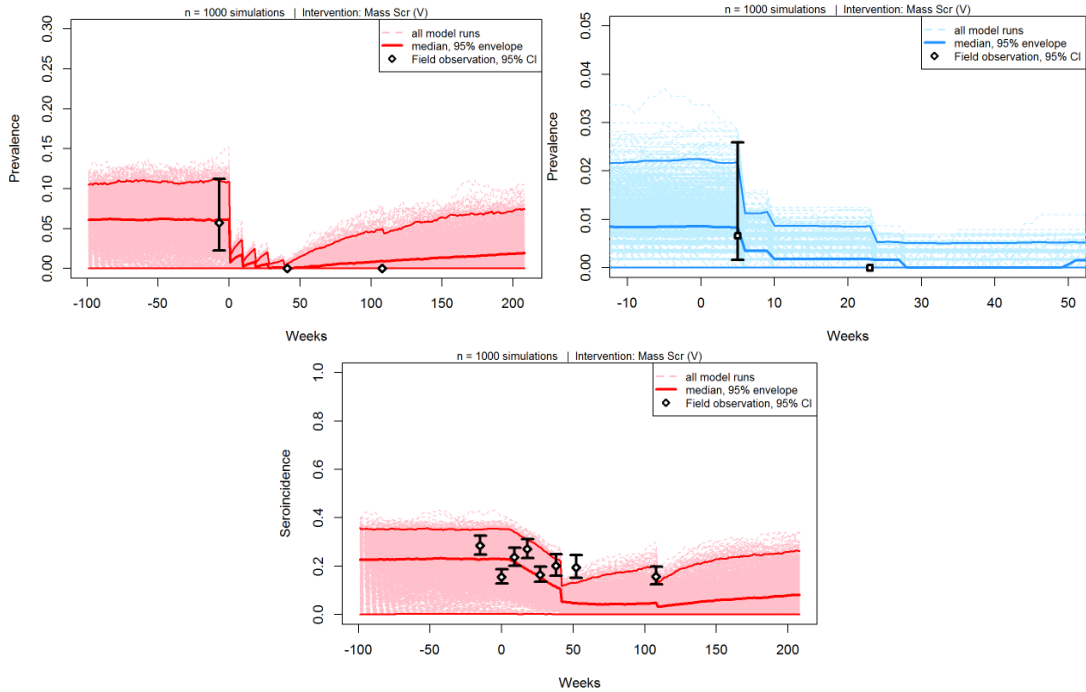 n = 1000 simulations | Intervention: Mass Scr (V)
all model runs
median, 95% envelope
Field observation, 95% CI
Prevalence
0.30
0.25
0.20
0.15
0.10
0.05
0.00
-100 -50 0 50 100 150 200
Weeks
n = 1000 simulations | Intervention: Mass Scr (V)
all model runs
median, 95% envelope
Field observation, 95% CI
Prevalence
0.05
0.04
0.03
0.02
0.01
0.00
-10 0 10 20 30 40 50
Weeks
n = 1000 simulations | Intervention: Mass Scr (V)
all model runs
median, 95% envelope
Field observation, 95% CI
Seroincidence
1.0
0.8
0.6
0.4
0.2
0.0
-100 -50 0 50 100 150 200
Weeks